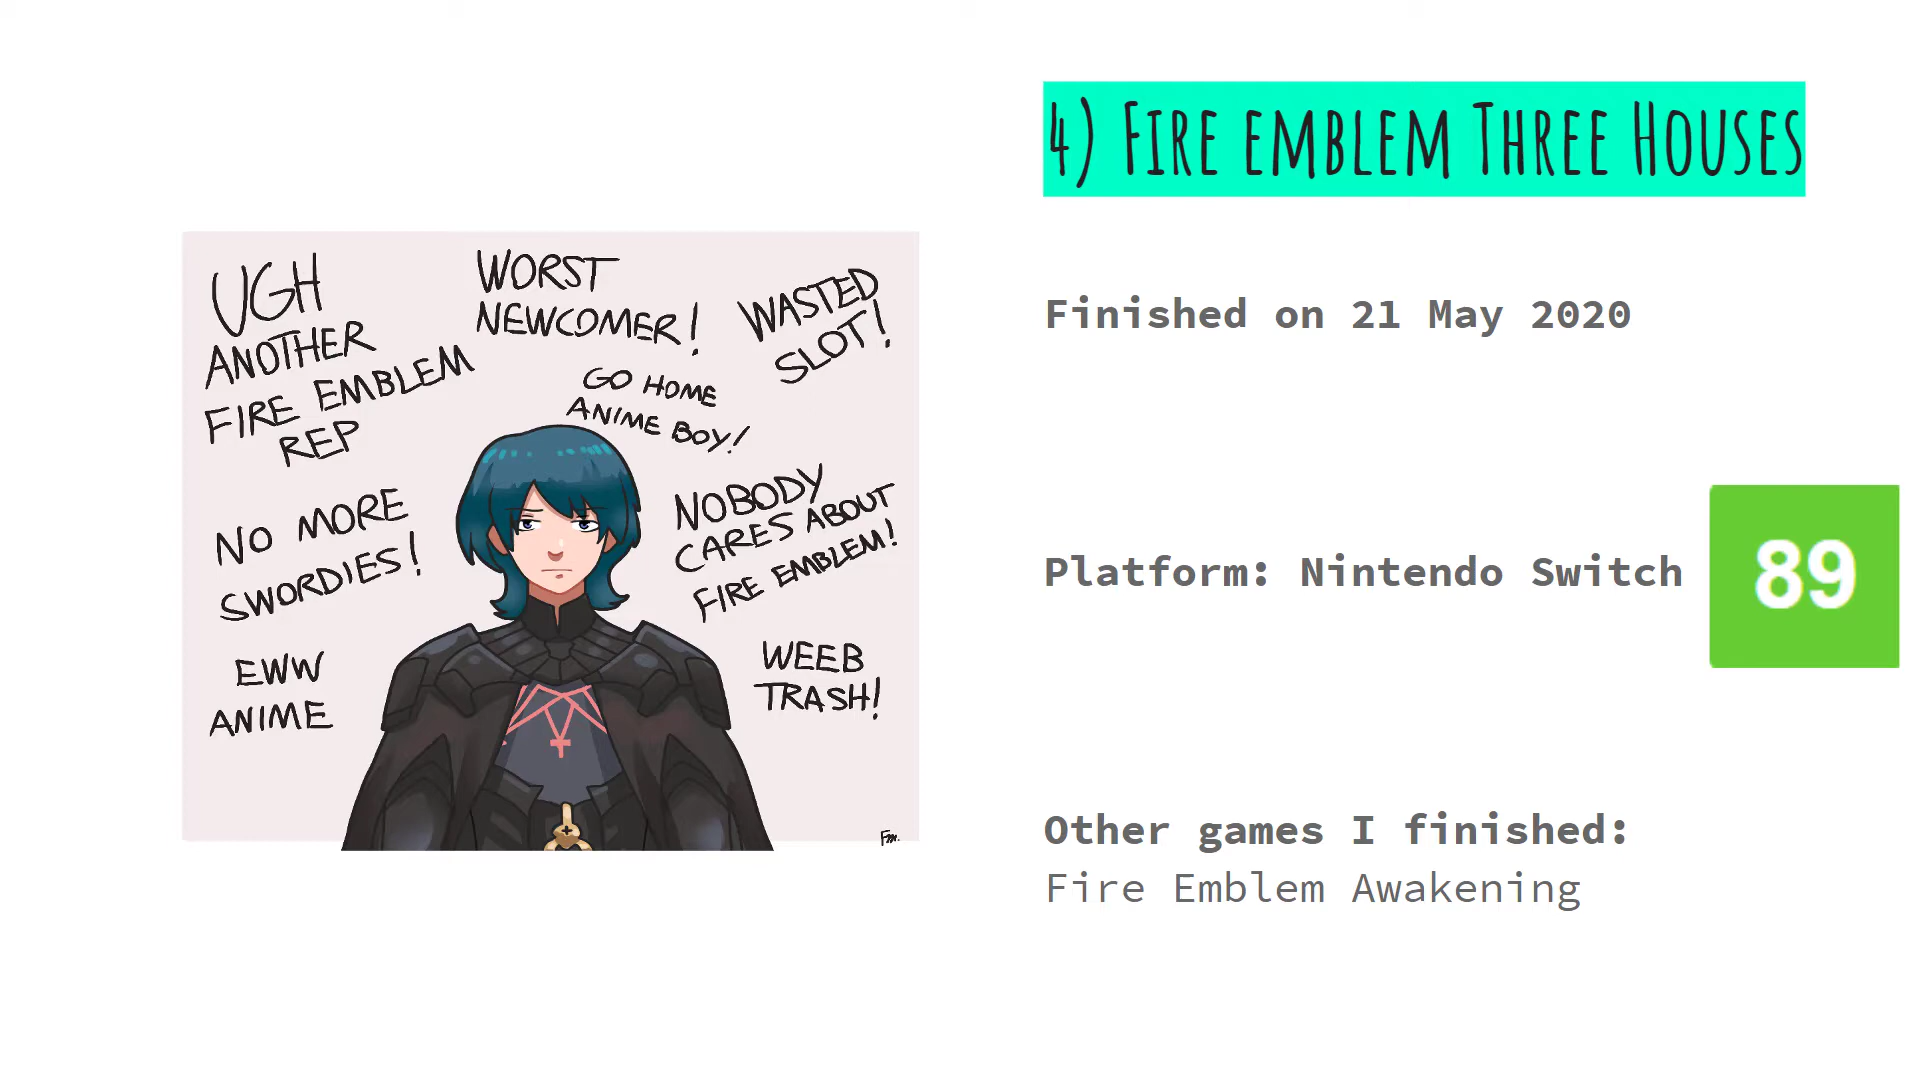 4) Fire emblem Three Houses
UGH
ANOTHER
FIRE EMBLEM
REP
WORST
NEWCOMER!
WASTED
SLOT!
GO HOME
ANIME BOY!
NO MORE
SWORDIES!
NOBODY
CARES ABOUT
FIRE EMBLEM!
EWW
ANIME
WEEB
TRASH!
Finished on 21 May 2020
Platform: Nintendo Switch
89
Other games I finished:
Fire Emblem Awakening